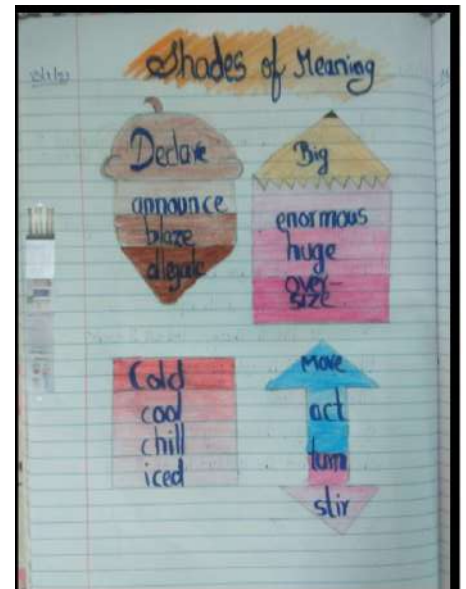 Shades of Meaning
Declare
announce
blaze
allegate
Big
enormous
huge
over-
size
Cold
cool
chill
iced
Move
act
turn
stir